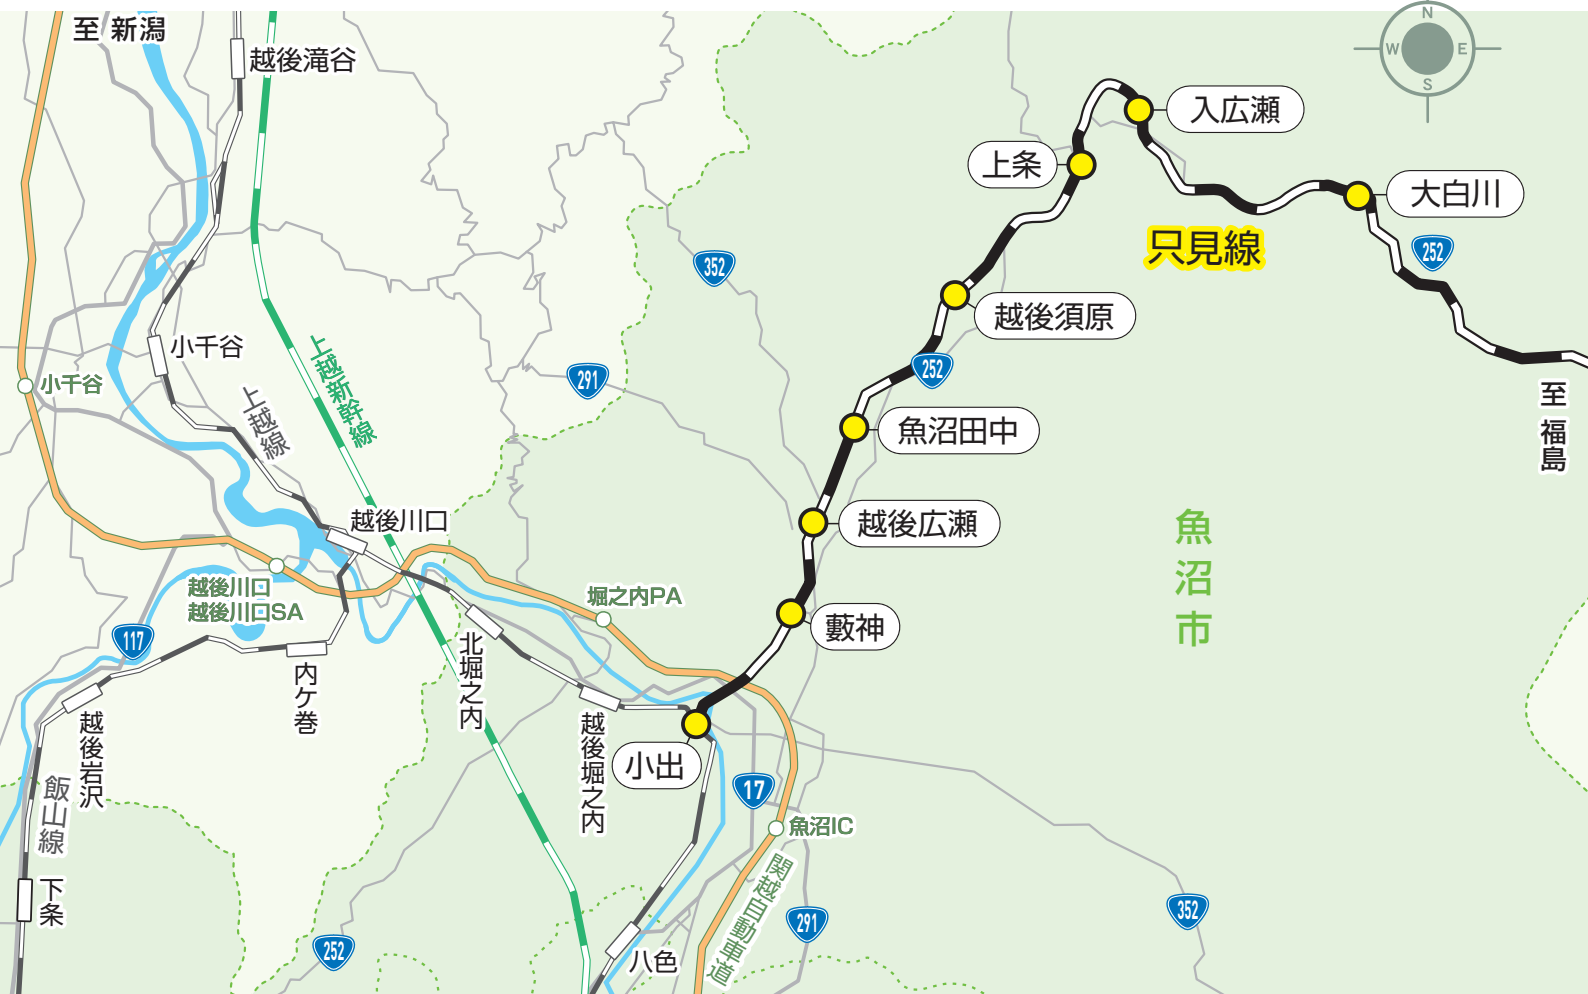 至 新潟
越後滝谷
N
W
E
S
入広瀬
上条
大白川
只見線
252
352
越後須原
小千谷
上越新幹線
252
291
小千谷
上越線
至 福島
魚沼田中
越後川口
越後広瀬
魚沼市
越後川口
越後川口SA
堀之内PA
藪神
117
北堀之内
内ケ巻
越後岩沢
越後堀之内
小出
飯山線
17
魚沼IC
関越自動車道
下条
352
291
252
八色